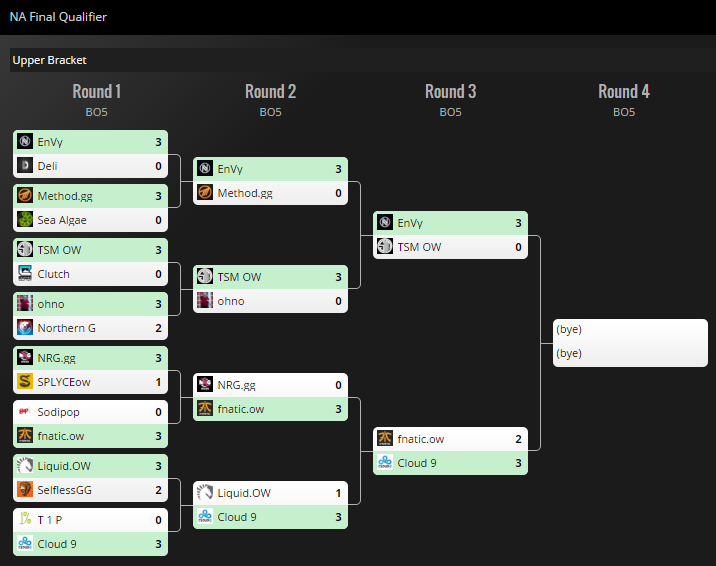 NA Final Qualifier
Upper Bracket
Round 1
BO5
EnVy 3
Deli 0
Method.gg 3
Sea Algae 0
TSM OW 3
Clutch 0
ohno 3
Northern G 2
NRG.gg 3
SPLYCEow 1
Sodipop 0
fnatic.ow 3
Liquid.OW 3
SelflessGG 2
T 1 P 0
Cloud 9 3
Round 2
BO5
EnVy 3
Method.gg 0
TSM OW 3
ohno 0
NRG.gg 0
fnatic.ow 3
Liquid.OW 1
Cloud 9 3
Round 3
BO5
EnVy 3
TSM OW 0
fnatic.ow 2
Cloud 9 3
Round 4
BO5
(bye)
(bye)